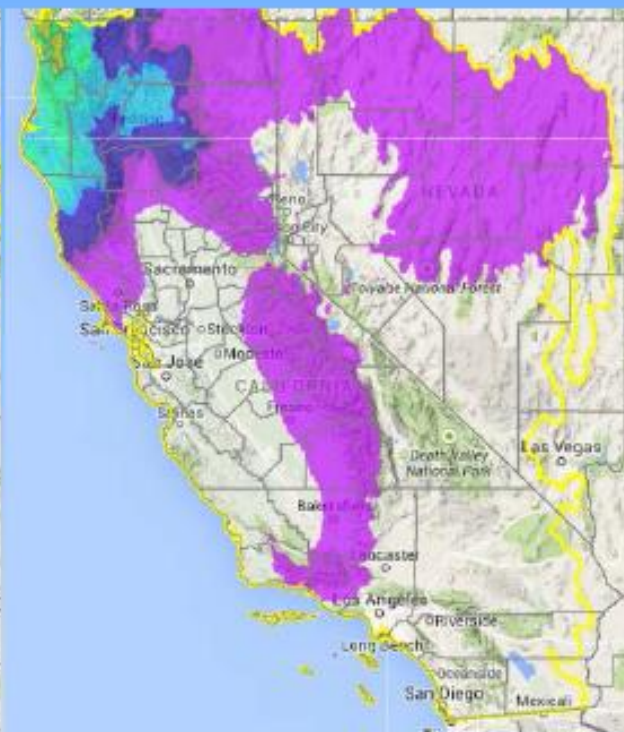 NEVADA
Sacramento
Toiyabe National Forest
Santa Rosa
San Francisco
Stockton
Modesto
San Jose
CALIFORNIA
Fresno
Salinas
Death Valley
National Park
Las Vegas
Lancaster
Los Angeles
Riverside
Long Beach
Oceanside
San Diego
Mexicali